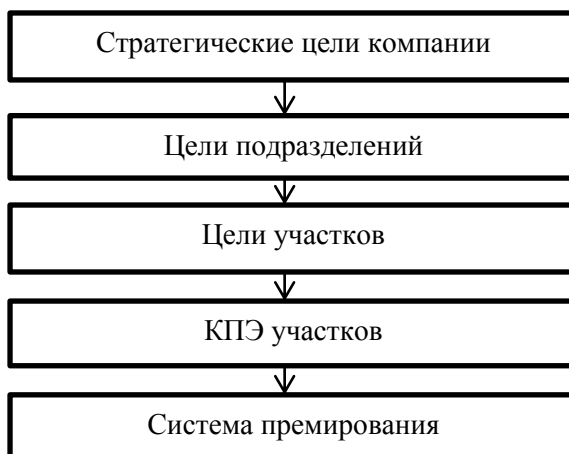 Стратегические цели компании
Цели подразделений
Цели участков
КПЭ участков
Система премирования